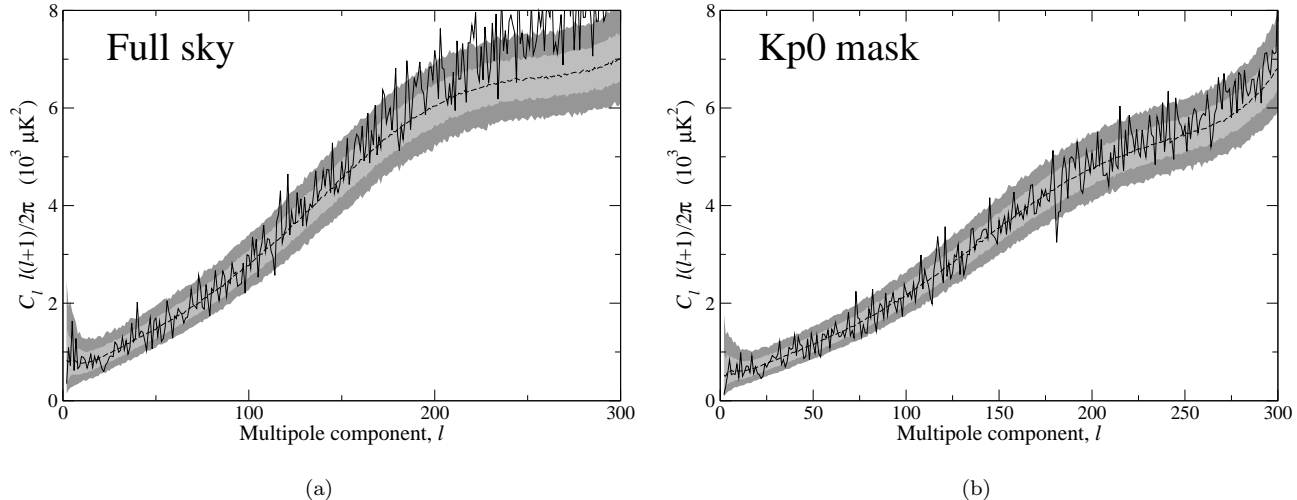 Full sky
8
6
4
2
0
C_l l(l+1)/2π (10^3 μK^2)
0 100 200 300
Multipole component, l
(a)
Kp0 mask
8
6
4
2
0
C_l l(l+1)/2π (10^3 μK^2)
0 50 100 150 200 250 300
Multipole component, l
(b)